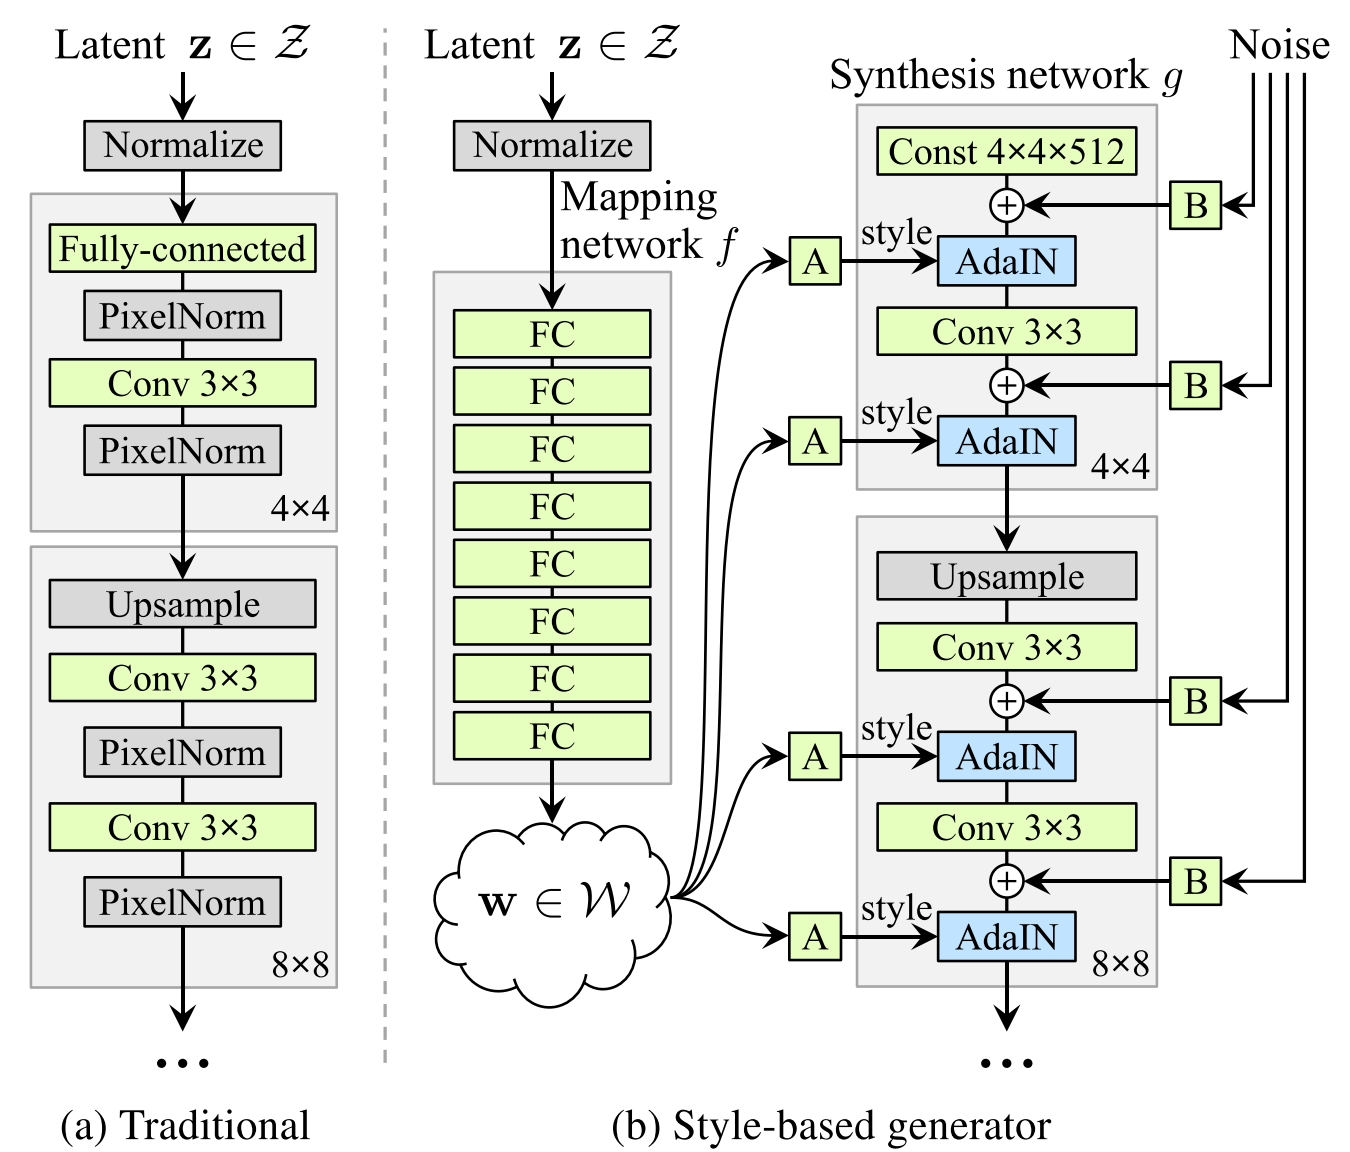 Latent z ∈ 𝒵
Normalize
Fully-connected
PixelNorm
Conv 3×3
PixelNorm
4×4
Upsample
Conv 3×3
PixelNorm
Conv 3×3
PixelNorm
8×8
...
(a) Traditional
Latent z ∈ 𝒵
Normalize
Mapping
network f
FC
FC
FC
FC
FC
FC
FC
FC
w ∈ 𝒲
Synthesis network g
Noise
Const 4×4×512
+
B
A
style
AdaIN
Conv 3×3
+
B
A
style
AdaIN
4×4
Upsample
Conv 3×3
+
B
A
style
AdaIN
Conv 3×3
+
B
A
style
AdaIN
8×8
...
(b) Style-based generator